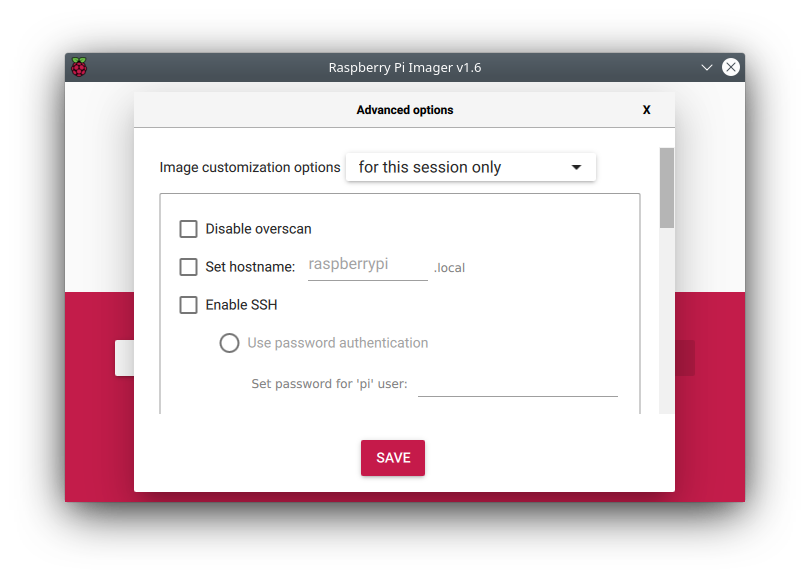 Raspberry Pi Imager v1.6
Advanced options X
Image customization options for this session only
Disable overscan
Set hostname: raspberrypi .local
Enable SSH
Use password authentication
Set password for 'pi' user:
SAVE